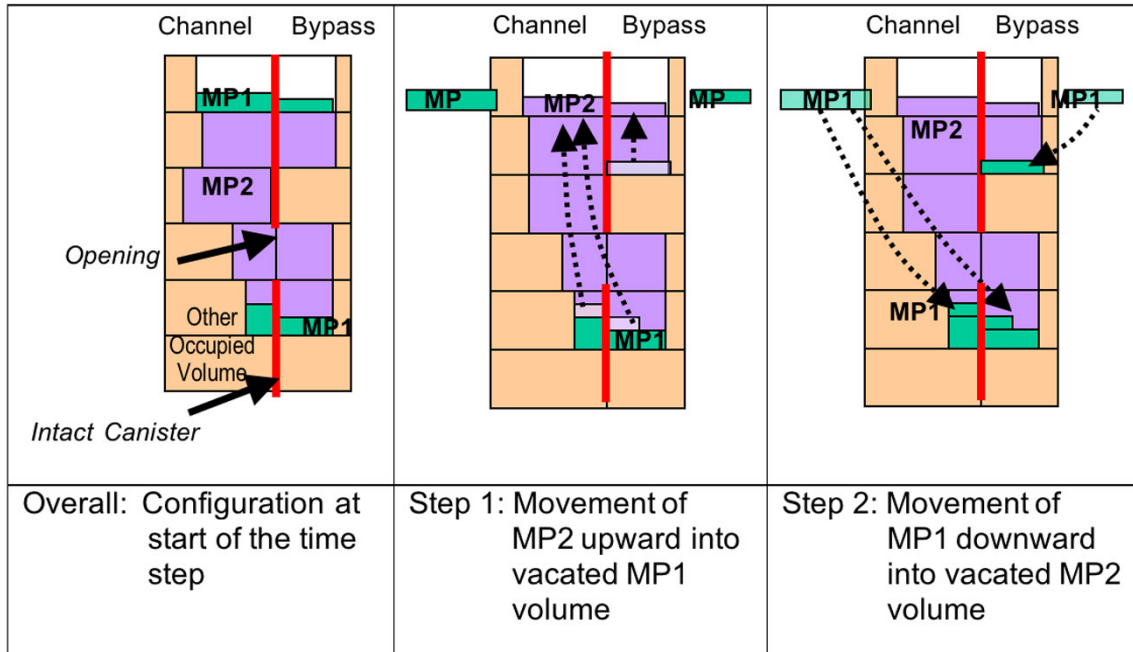 Channel Bypass
MP1
MP2
Opening
Other
MP1
Occupied
Volume
Intact Canister
Overall: Configuration at
start of the time
step
Channel Bypass
MP MP2 MP
MP1
Step 1: Movement of
MP2 upward into
vacated MP1
volume
Channel Bypass
MP1 MP1
MP2
MP1
Step 2: Movement of
MP1 downward
into vacated MP2
volume